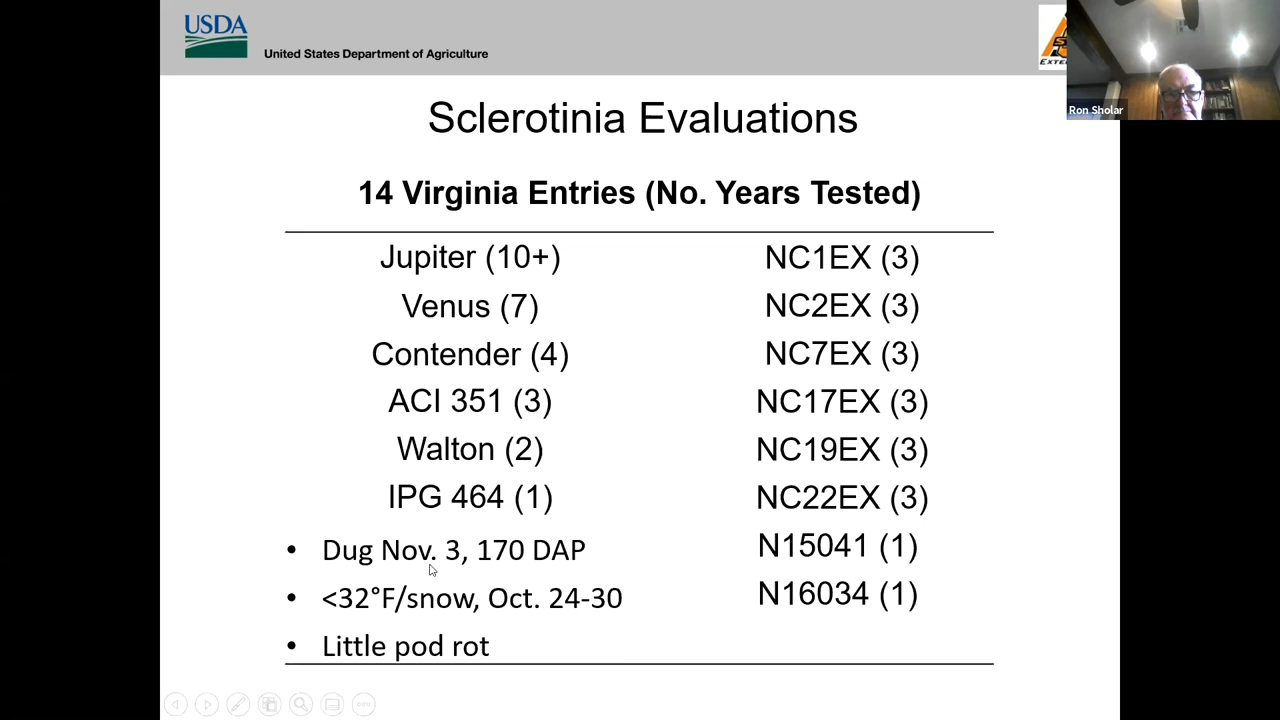 USDA
United States Department of Agriculture
Ron Sholar
Sclerotinia Evaluations
14 Virginia Entries (No. Years Tested)
Jupiter (10+)
Venus (7)
Contender (4)
ACI 351 (3)
Walton (2)
IPG 464 (1)
• Dug Nov. 3, 170 DAP
• <32°F/snow, Oct. 24-30
• Little pod rot
NC1EX (3)
NC2EX (3)
NC7EX (3)
NC17EX (3)
NC19EX (3)
NC22EX (3)
N15041 (1)
N16034 (1)